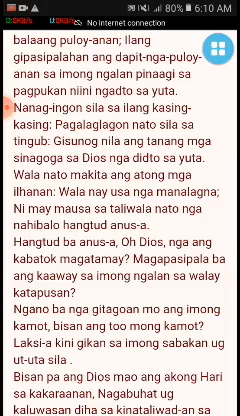 O:0KB/s U:0KB/s No internet connection 80% 6:10 AM
balaang puloy-anan; Ilang
gipasipalahan ang dapit-nga-puloy-
anan sa imong ngalan pinaagi sa
pagpukan niini ngadto sa yuta.
Nanag-ingon sila sa ilang kasing-
kasing: Pagalaglagon nato sila sa
tingub: Gisunog nila ang tanang mga
sinagoga sa Dios nga didto sa yuta.
Wala nato makita ang atong mga
ilhanan: Wala nay usa nga manalagna;
Ni may mausa sa taliwala nato nga
nahibalo hangtud anus-a.
Hangtud ba anus-a, Oh Dios, nga ang
kabatok magatamay? Magapasipala ba
ang kaaway sa imong ngalan sa walay
katapusan?
Ngano ba nga gitagoan mo ang imong
kamot, bisan ang too mong kamot?
Laksi-a kini gikan sa imong sabakan ug
ut-uta sila .
Bisan pa ang Dios mao ang akong Hari
sa kakaraanan, Nagabuhat ug
kaluwasan diha sa kinataliwad-an sa